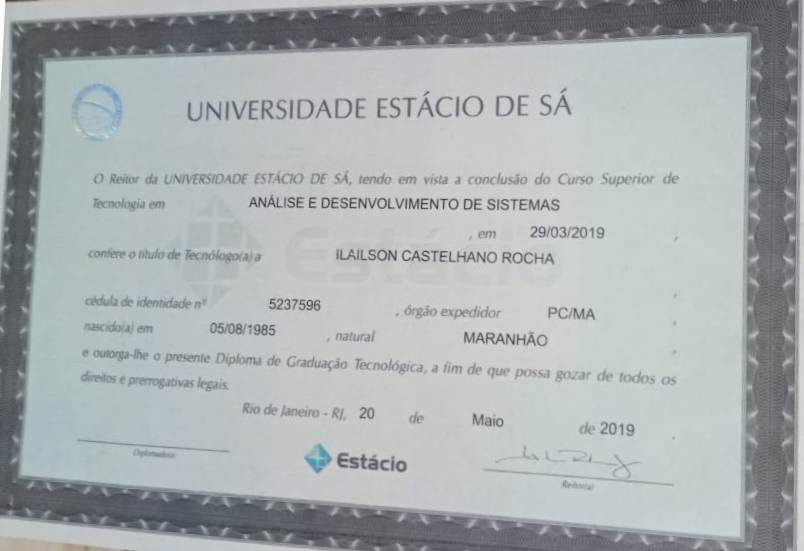 UNIVERSIDADE ESTÁCIO DE SÁ
O Reitor da UNIVERSIDADE ESTÁCIO DE SÁ, tendo em vista a conclusão do Curso Superior de
Tecnologia em ANÁLISE E DESENVOLVIMENTO DE SISTEMAS
, em 29/03/2019 ,
confere o título de Tecnólogo(a) a ILAILSON CASTELHANO ROCHA
Estácio
cédula de identidade nº 5237596 , órgão expedidor PC/MA ,
nascido(a) em 05/08/1985 , natural MARANHÃO ,
e outorga-lhe o presente Diploma de Graduação Tecnológica, a fim de que possa gozar de todos os
direitos e prerrogativas legais.
Rio de Janeiro - RJ, 20 de Maio de 2019 .
Diplomado(a)
Estácio
Reitor(a)